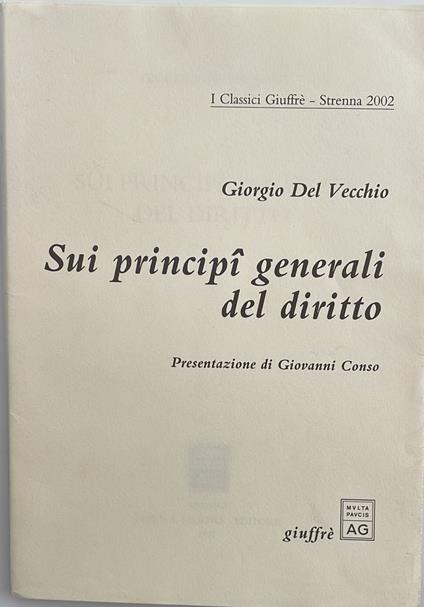 I Classici Giuffrè - Strenna 2002
Giorgio Del Vecchio
Sui principî generali
del diritto
Presentazione di Giovanni Conso
giuffrè
MVLTA
PAVCIS
AG